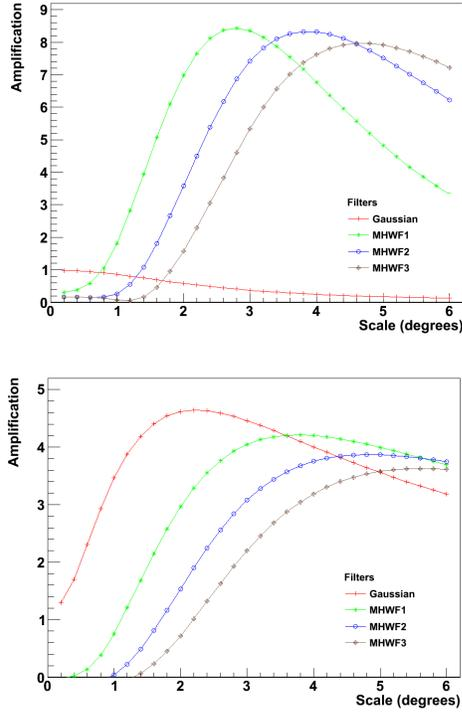 Amplification
9
8
7
6
5
4
3
2
1
0
0 1 2 3 4 5 6
Scale (degrees)
Filters
Gaussian
MHWF1
MHWF2
MHWF3
Amplification
5
4
3
2
1
0
0 1 2 3 4 5 6
Scale (degrees)
Filters
Gaussian
MHWF1
MHWF2
MHWF3